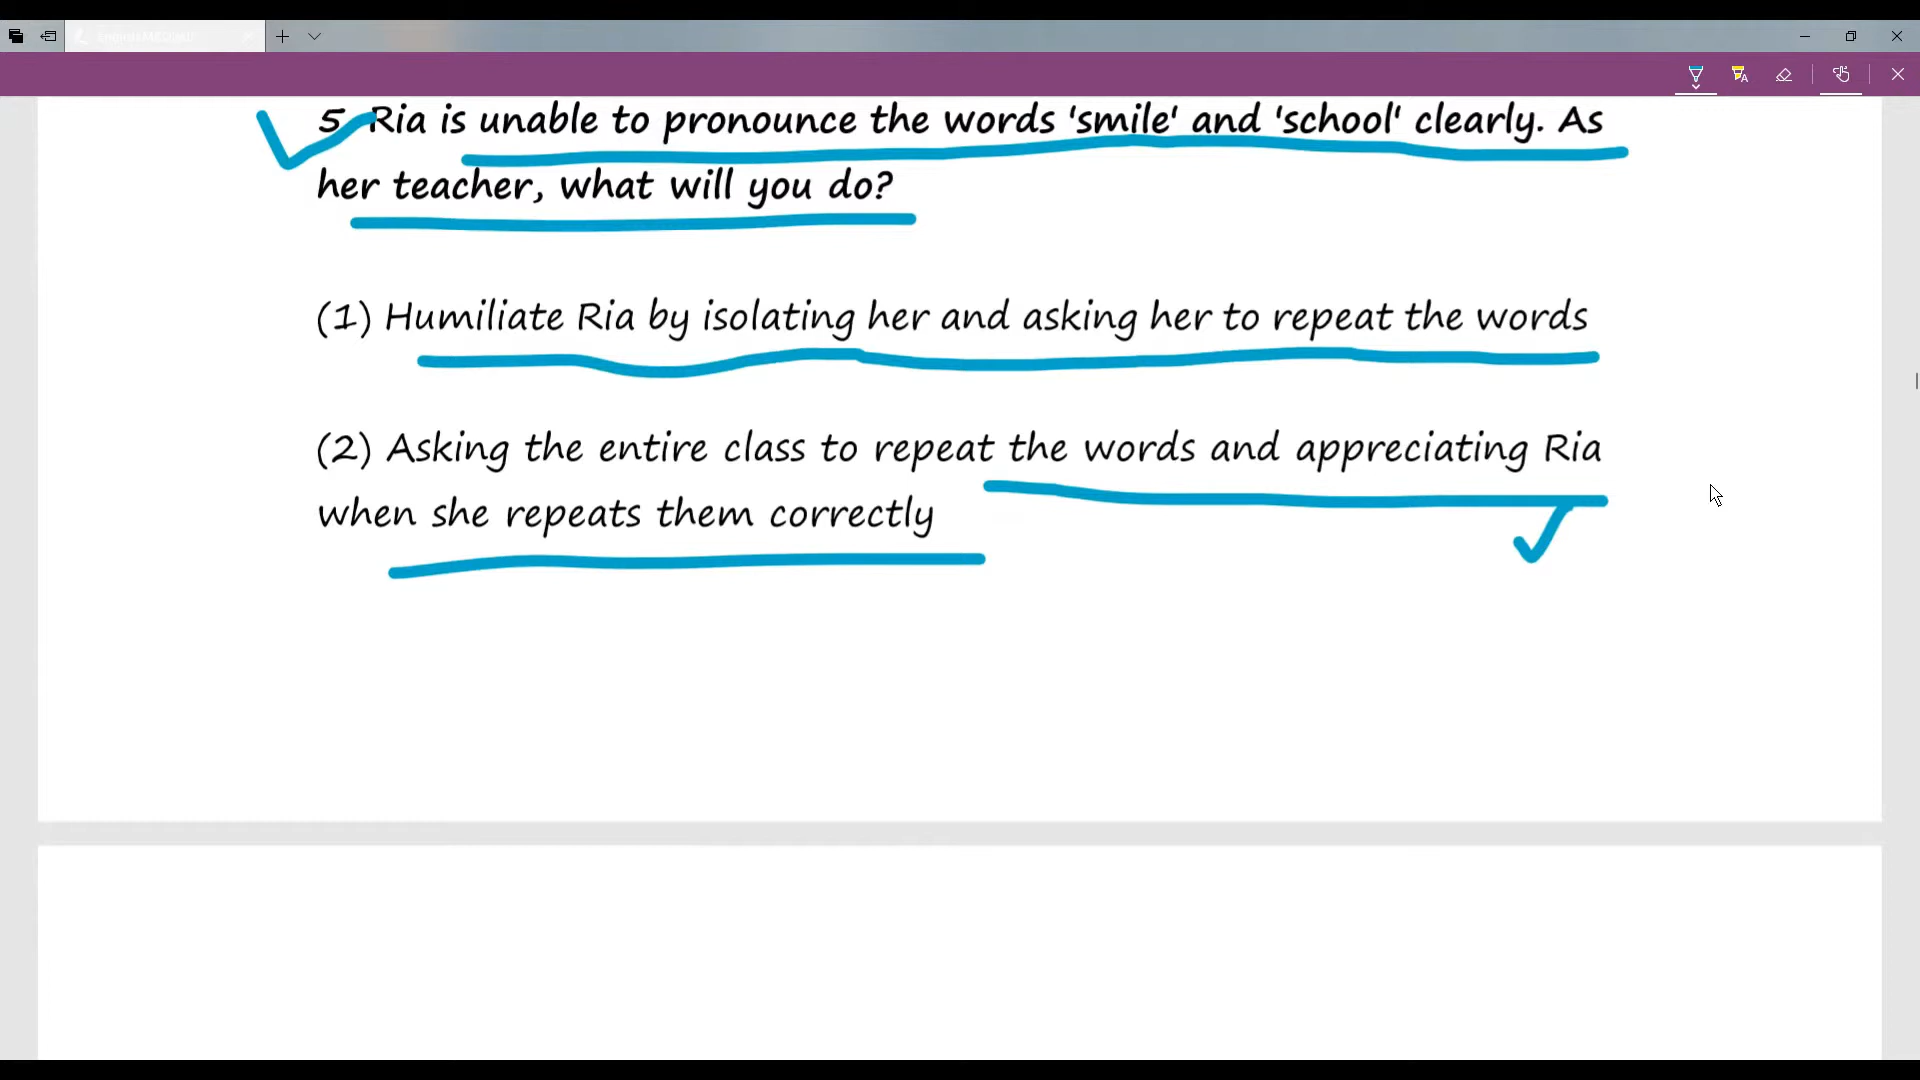 5 Ria is unable to pronounce the words 'smile' and 'school' clearly. As
her teacher, what will you do?
(1) Humiliate Ria by isolating her and asking her to repeat the words
(2) Asking the entire class to repeat the words and appreciating Ria
when she repeats them correctly